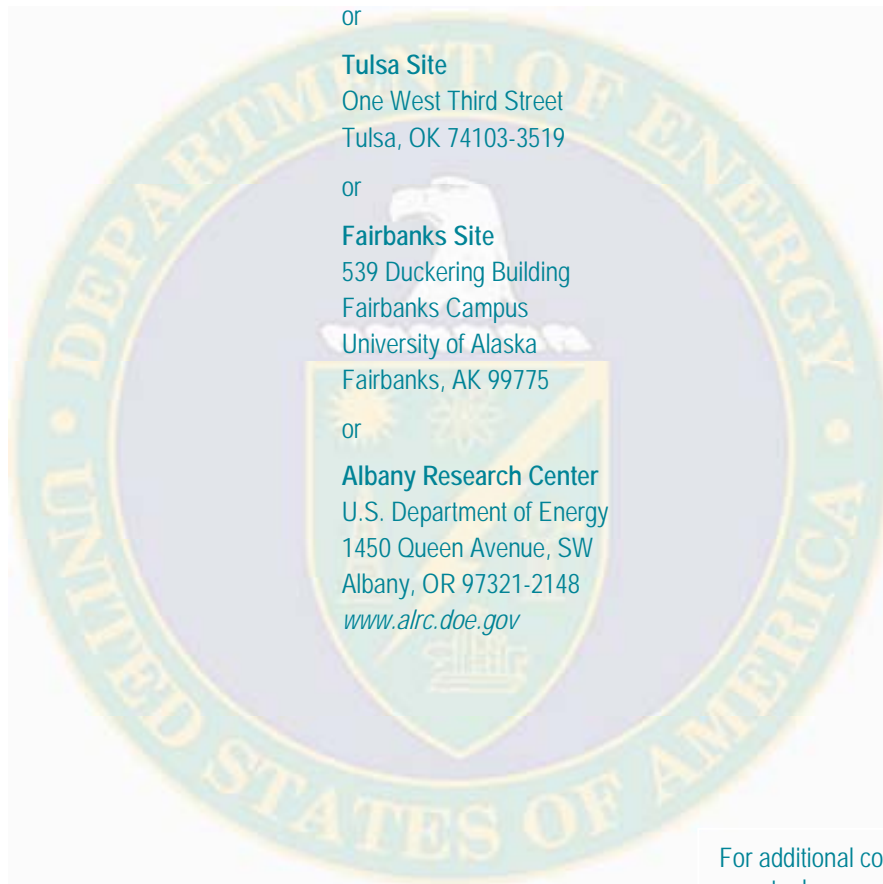 or
Tulsa Site
One West Third Street
Tulsa, OK 74103-3519
or
Fairbanks Site
539 Duckering Building
Fairbanks Campus
University of Alaska
Fairbanks, AK 99775
or
Albany Research Center
U.S. Department of Energy
1450 Queen Avenue, SW
Albany, OR 97321-2148
www.alrc.doe.gov
DEPARTMENT OF ENERGY
UNITED STATES OF AMERICA
For additional co